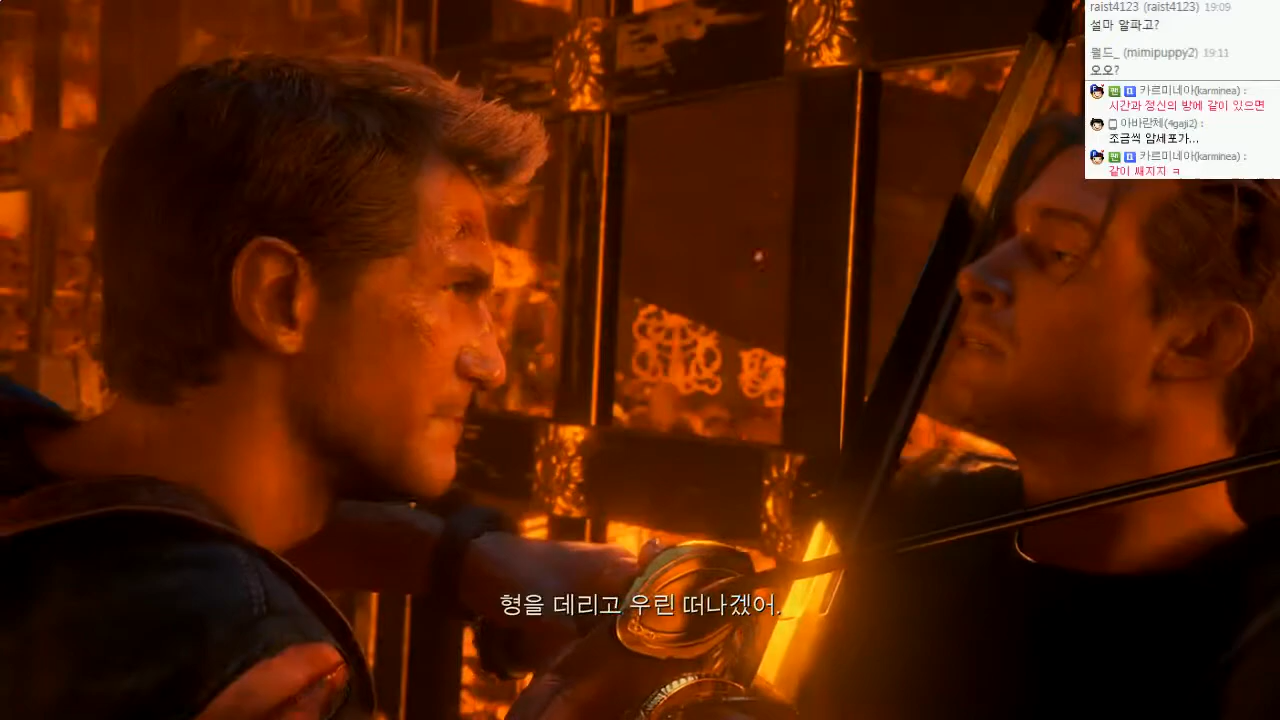 raist4123 (raist4123) 19:09
설마 알파고?
월드_ (mimipuppy2) 19:11
오오?
팬 카르미네아(karminea) :
시간과 정신의 방에 같이 있으면
아바란체(4gaji2) :
조금씩 암세포가...
팬 카르미네아(karminea) :
같이 쌔지지 ㅋ
형을 데리고 우린 떠나겠어.